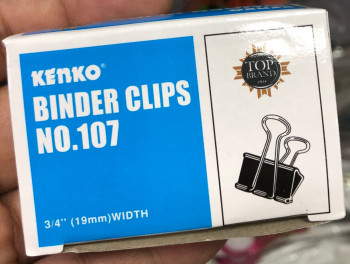 KENKO®
BINDER CLIPS
NO.107
3/4'' (19mm)WIDTH
TOP
BRAND